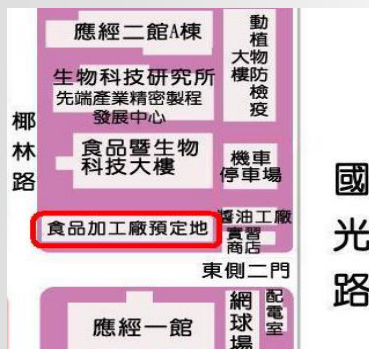 應經二館A棟
動植物防檢疫
大樓
生物科技研究所
先端產業精密製程
發展中心
椰林路
食品暨生物
科技大樓
機車
停車場
國光路
食品加工廠預定地
醬油工廠
實習
商店
東側二門
應經一館
網球場
配電室